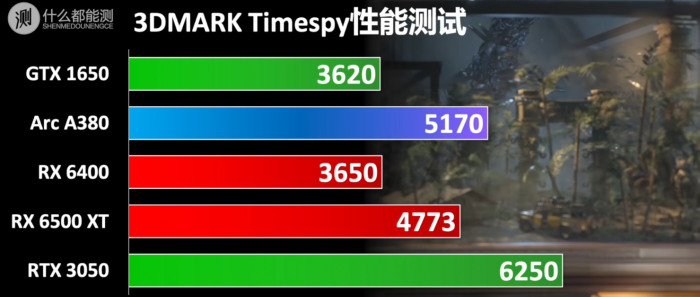 测 什么都能测
SHENMEDOUNENGCE
3DMARK Timespy性能测试
GTX 1650 3620
Arc A380 5170
RX 6400 3650
RX 6500 XT 4773
RTX 3050 6250